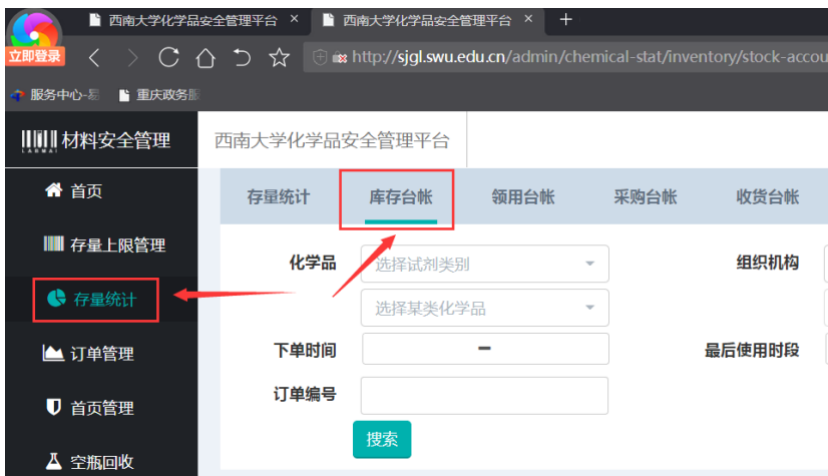 西南大学化学品安全管理平台 × 西南大学化学品安全管理平台 × +
立即登录
http://sjgl.swu.edu.cn/admin/chemical-stat/inventory/stock-accou
服务中心- 重庆政务服
材料安全管理 西南大学化学品安全管理平台
首页
存量统计 库存台帐 领用台帐 采购台帐 收货台帐
存量上限管理
化学品 选择试剂类别 组织机构
存量统计
选择某类化学品
订单管理
下单时间 － 最后使用时段
首页管理
订单编号
搜索
空瓶回收